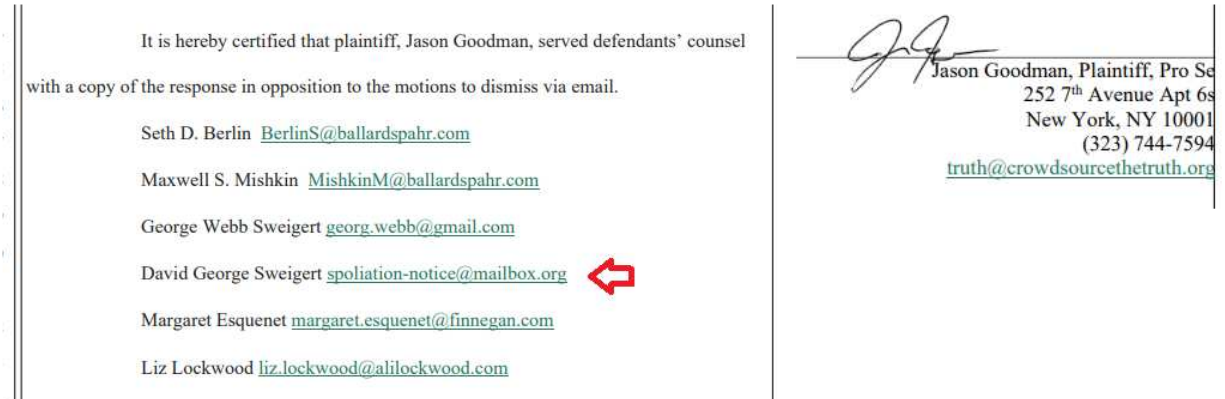 It is hereby certified that plaintiff, Jason Goodman, served defendants’ counsel
with a copy of the response in opposition to the motions to dismiss via email.
Seth D. Berlin BerlinS@ballardspahr.com
Maxwell S. Mishkin MishkinM@ballardspahr.com
George Webb Sweigert georg.webb@gmail.com
David George Sweigert spoliation-notice@mailbox.org
Margaret Esquenet margaret.esquenet@finnegan.com
Liz Lockwood liz.lockwood@alilockwood.com
Jason Goodman, Plaintiff, Pro Se
252 7th Avenue Apt 6s
New York, NY 10001
(323) 744-7594
truth@crowdsourcethetruth.org